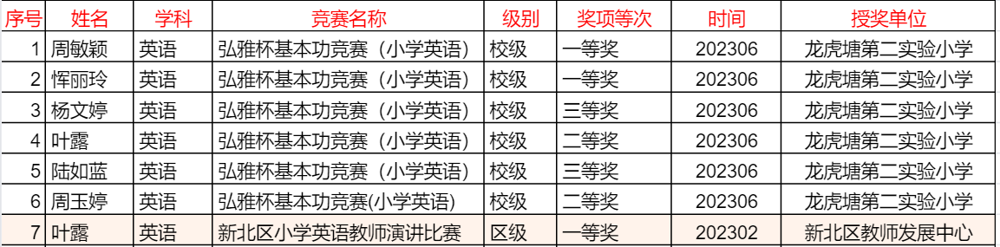 序号 姓名 学科 竞赛名称 级别 奖项等次 时间 授奖单位
1 周敏颖 英语 弘雅杯基本功竞赛（小学英语） 校级 一等奖 202306 龙虎塘第二实验小学
2 恽丽玲 英语 弘雅杯基本功竞赛（小学英语） 校级 一等奖 202306 龙虎塘第二实验小学
3 杨文婷 英语 弘雅杯基本功竞赛（小学英语） 校级 三等奖 202306 龙虎塘第二实验小学
4 叶露 英语 弘雅杯基本功竞赛（小学英语） 校级 二等奖 202306 龙虎塘第二实验小学
5 陆如蓝 英语 弘雅杯基本功竞赛（小学英语） 校级 三等奖 202306 龙虎塘第二实验小学
6 周玉婷 英语 弘雅杯基本功竞赛(小学英语) 校级 二等奖 202306 龙虎塘第二实验小学
7 叶露 英语 新北区小学英语教师演讲比赛 区级 一等奖 202302 新北区教师发展中心